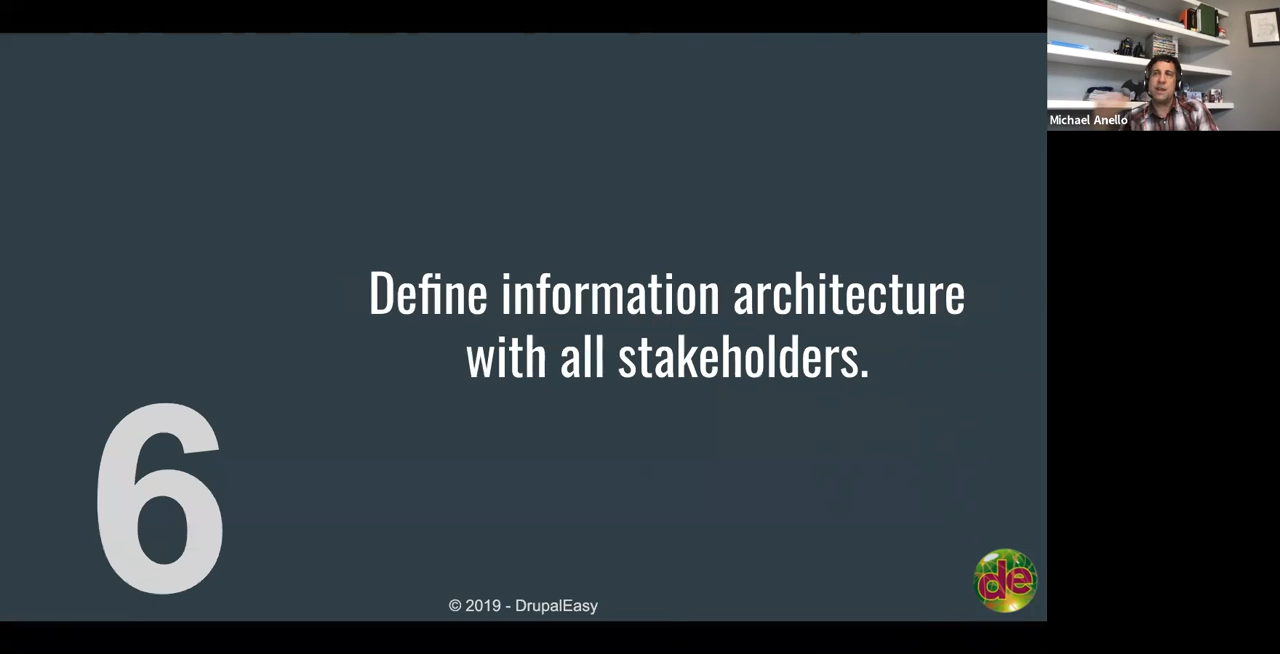 Michael Anello
Define information architecture
with all stakeholders.
6
© 2019 - DrupalEasy
de